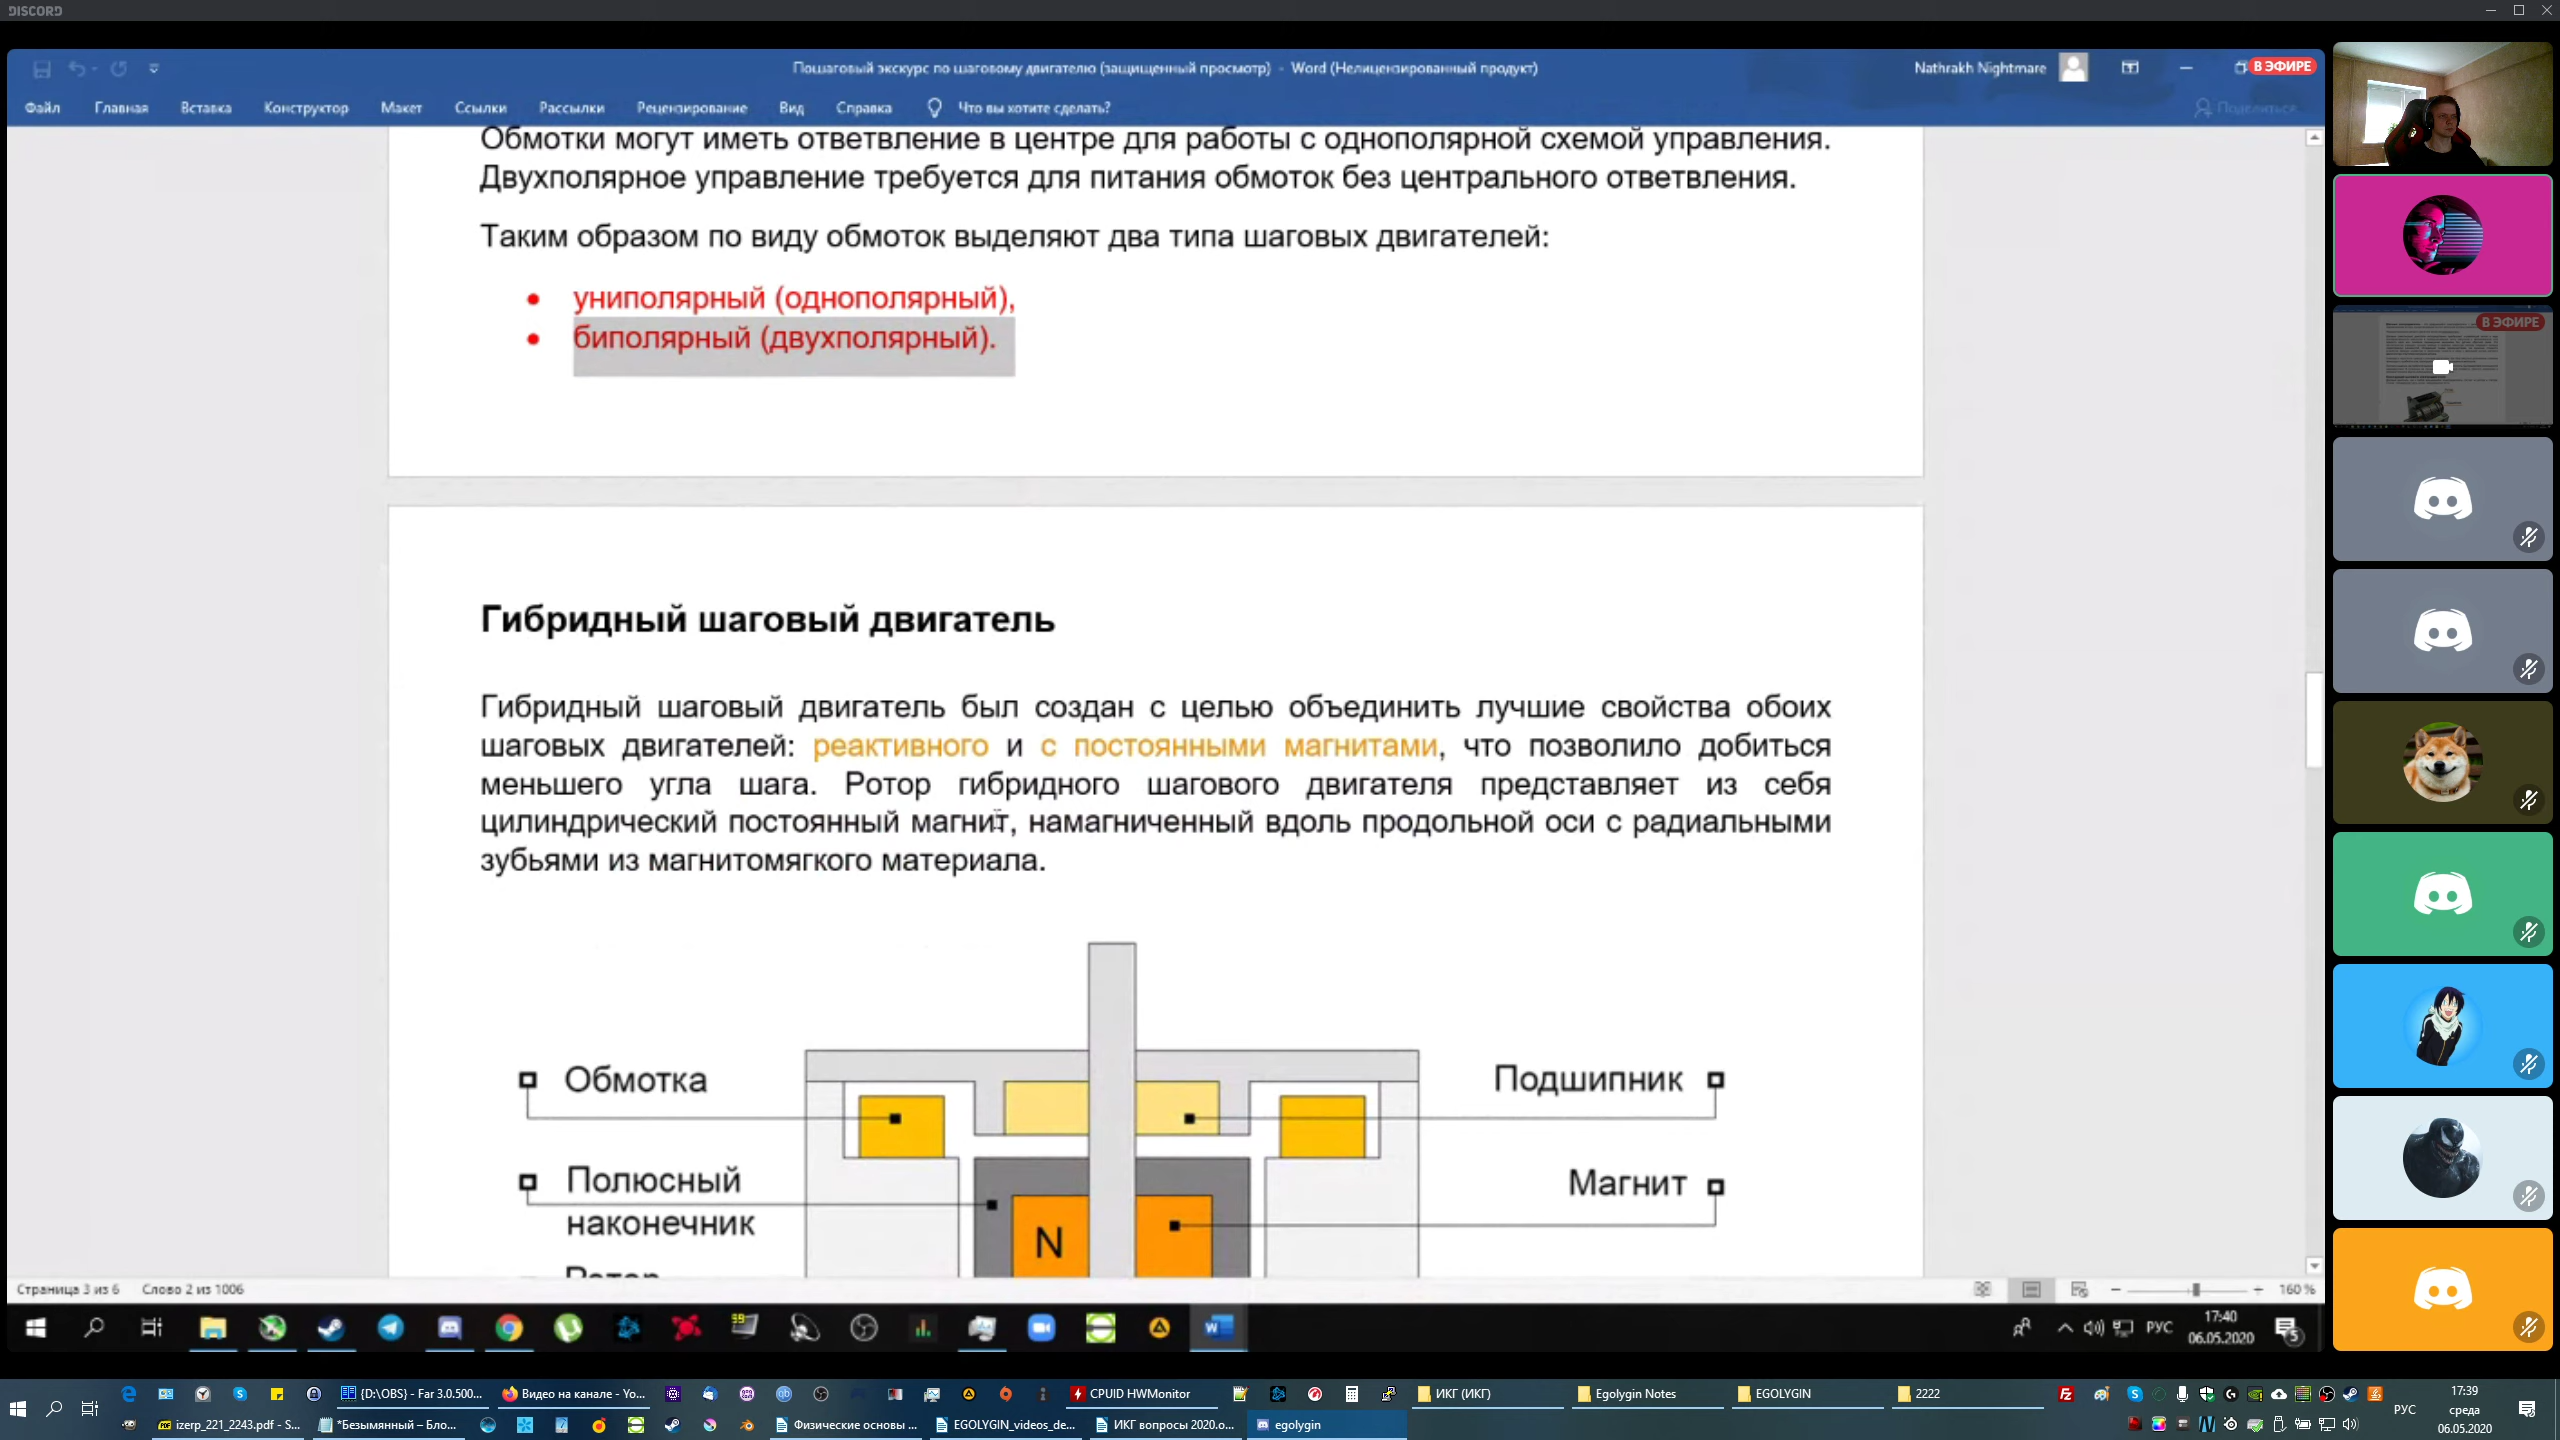 DISCORD
Пошаговый экскурс по шаговому двигателю (защищенный просмотр) - Word (Нелицензированный продукт)
Nathrakh Nightmare
В ЭФИРЕ
Файл Главная Вставка Конструктор Макет Ссылки Рассылки Рецензирование Вид Справка Что вы хотите сделать?
Поделиться
Обмотки могут иметь ответвление в центре для работы с однополярной схемой управления.
Двухполярное управление требуется для питания обмоток без центрального ответвления.
Таким образом по виду обмоток выделяют два типа шаговых двигателей:
• униполярный (однополярный),
• биполярный (двухполярный).
В ЭФИРЕ
Гибридный шаговый двигатель
Гибридный шаговый двигатель был создан с целью объединить лучшие свойства обоих
шаговых двигателей: реактивного и с постоянными магнитами, что позволило добиться
меньшего угла шага. Ротор гибридного шагового двигателя представляет из себя
цилиндрический постоянный магнит, намагниченный вдоль продольной оси с радиальными
зубьями из магнитомягкого материала.
Обмотка
Подшипник
Полюсный
наконечник
Магнит
N
Ротор
Страница 3 из 6 Слово 2 из 1006
160 %
99
РУС
17:40
06.05.2020
5
{D:\OBS} - Far 3.0.500...
Видео на канале - Yo...
CPUID HWMonitor
ИКГ (ИКГ)
Egolygin Notes
EGOLYGIN
2222
izerp_221_2243.pdf - S...
*Безымянный – Бло...
Физические основы ...
EGOLYGIN_videos_de...
ИКГ вопросы 2020.o...
egolygin
РУС
17:39
среда
06.05.2020